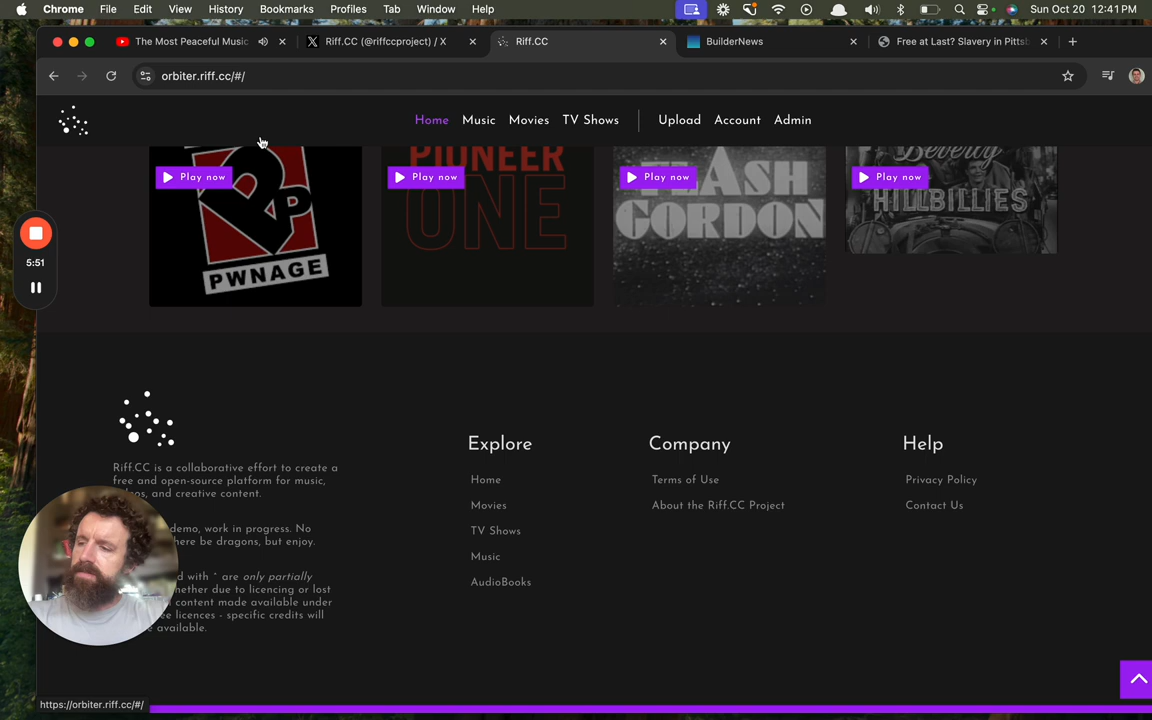 Chrome File Edit View History Bookmarks Profiles Tab Window Help Sun Oct 20 12:41 PM
The Most Peaceful Music Riff.CC (@riffccproject) / X Riff.CC BuilderNews Free at Last? Slavery in Pittsb
orbiter.riff.cc/#/
Home Music Movies TV Shows Upload Account Admin
Play now Play now Play now Play now
PWNAGE
PIONEER
ONE
FLASH
GORDON
Beverly
HILLBILLIES
5:51
Riff.CC is a collaborative effort to create a
free and open-source platform for music,
and creative content.
demo, work in progress. No
here be dragons, but enjoy.
d with * are only partially
whether due to licencing or lost
content made available under
licences - specific credits will
available.
Explore
Home
Movies
TV Shows
Music
AudioBooks
Company
Terms of Use
About the Riff.CC Project
Help
Privacy Policy
Contact Us
https://orbiter.riff.cc/#/